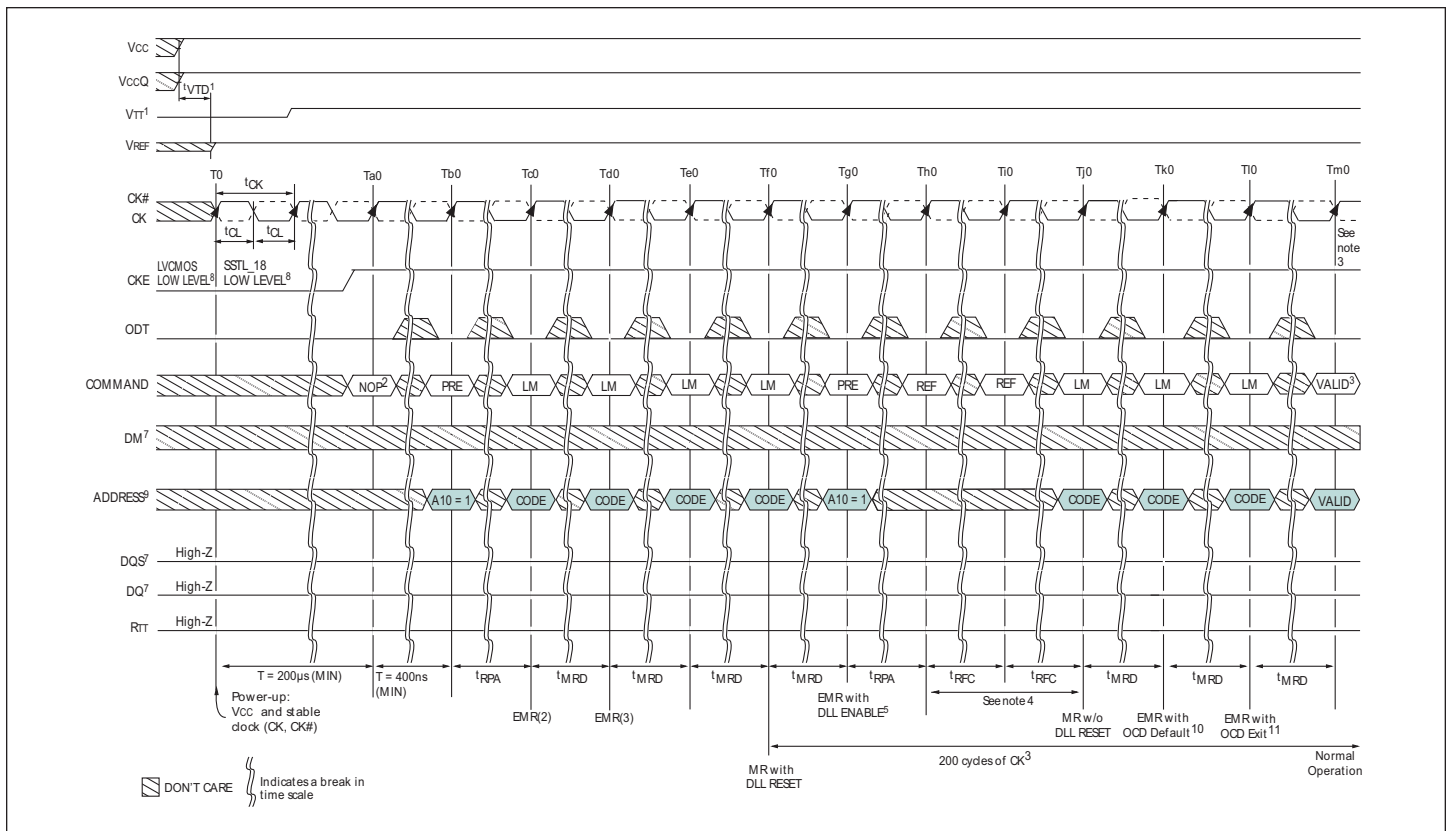 VCC
VCCQ
tVTD1
VTT1
VREF
T0 Ta0 Tb0 Tc0 Td0 Te0 Tf0 Tg0 Th0 Ti0 Tj0 Tk0 Tl0 Tm0
tCK
CK#
CK
tCL tCL
See
note
3
LVCMOS SSTL_18
CKE LOW LEVEL8 LOW LEVEL8
ODT
COMMAND NOP2 PRE LM LM LM LM PRE REF REF LM LM LM VALID3
DM7
ADDRESS9 A10 = 1 CODE CODE CODE CODE A10 = 1 CODE CODE CODE VALID
DQS7 High-Z
DQ7 High-Z
RTT High-Z
T = 200µs (MIN) T = 400ns (MIN) tRPA tMRD tMRD tMRD tMRD tRPA tRFC tRFC tMRD tMRD tMRD
See note 4
Power-up:
VCC and stable
clock (CK, CK#)
EMR(2) EMR(3)
EMR with
DLL ENABLE5
MR w/o
DLL RESET
EMR with
OCD Default10
EMR with
OCD Exit11
MR with
DLL RESET
200 cycles of CK3
Normal
Operation
DON'T CARE
Indicates a break in
time scale